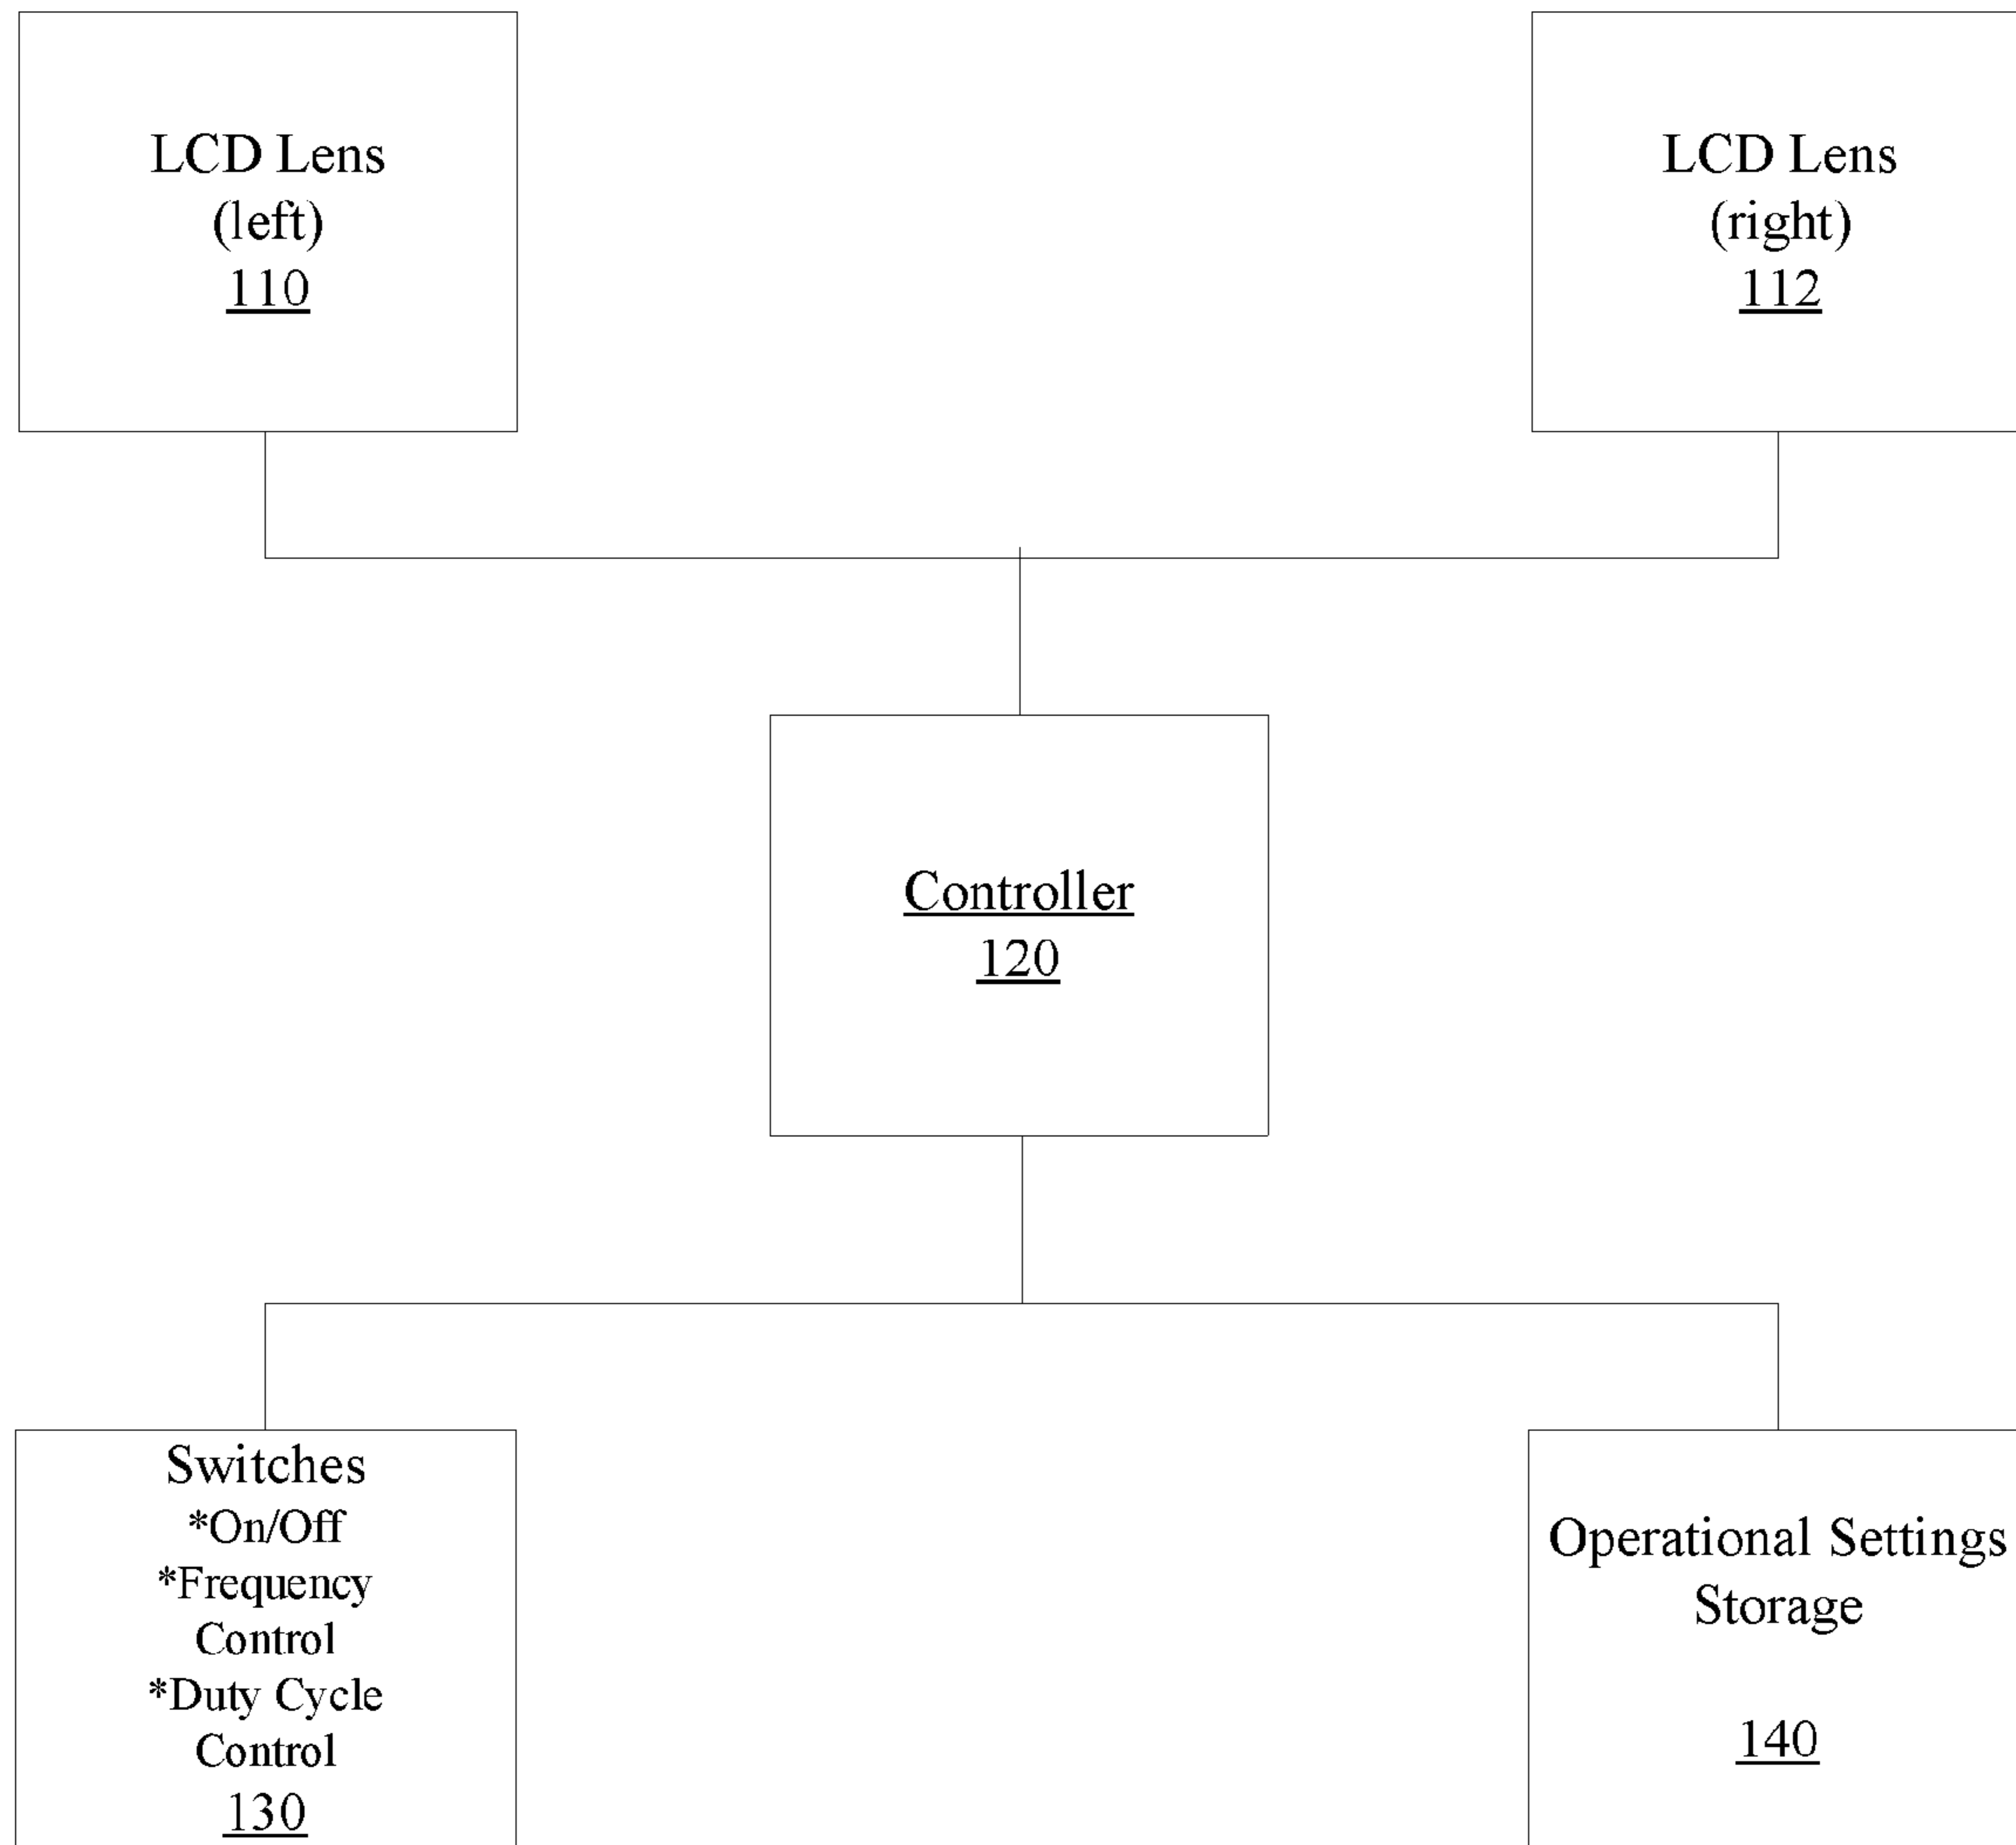 LCD Lens
(left)
110
LCD Lens
(right)
112
Controller
120
Switches
*On/Off
*Frequency
Control
*Duty Cycle
Control
130
Operational Settings
Storage
140